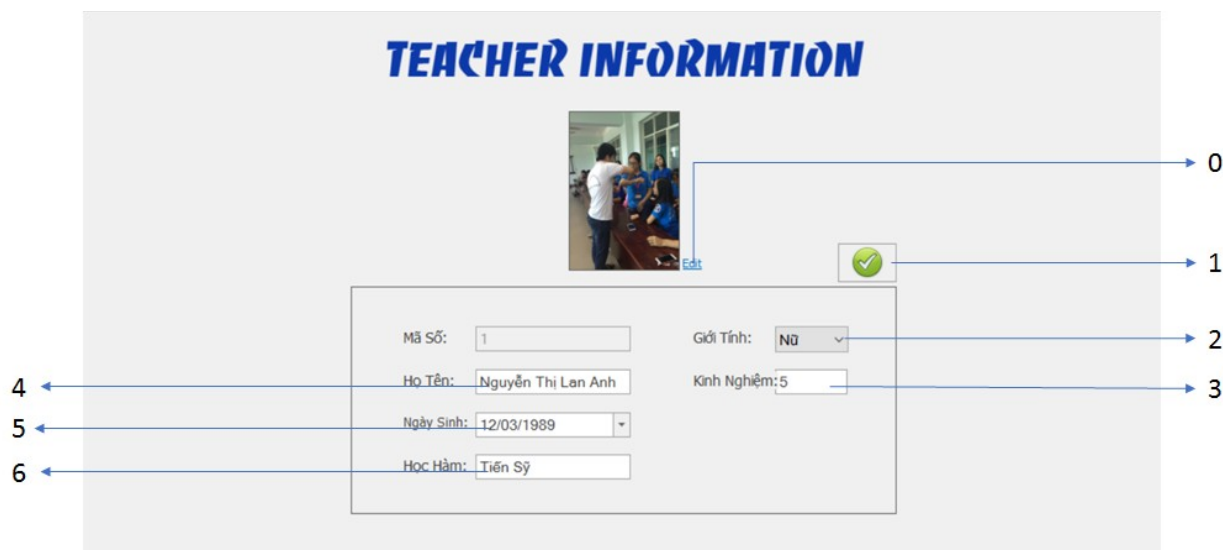 TEACHER INFORMATION
0
Edit
1
Mã Số: 1
Giới Tính: Nữ
2
4
Họ Tên: Nguyễn Thị Lan Anh
Kinh Nghiệm: 5
3
5
Ngày Sinh: 12/03/1989
6
Học Hàm: Tiến Sỹ